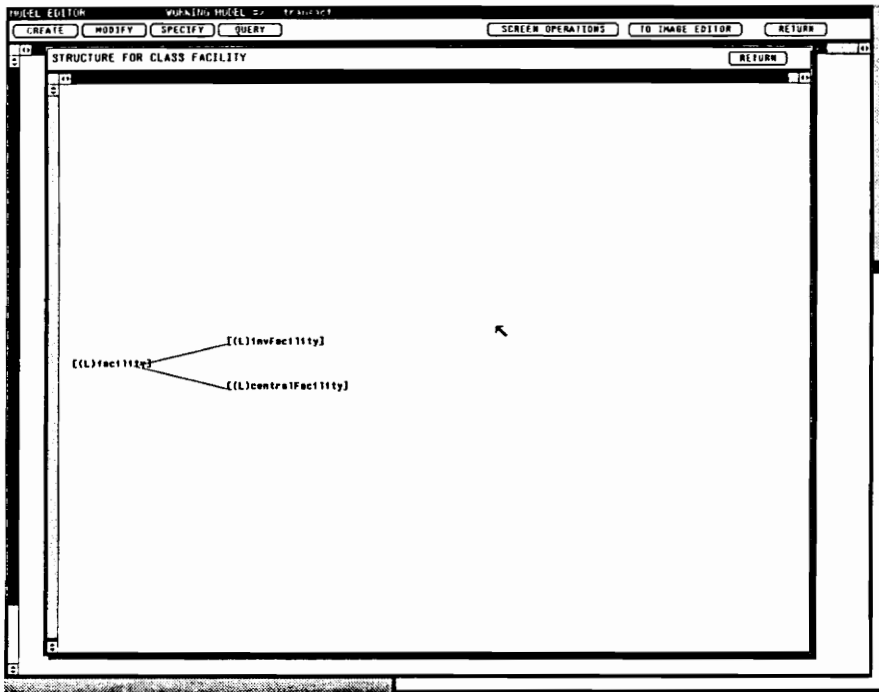 MODEL EDITOR WORKING MODEL => transact
CREATE MODIFY SPECIFY QUERY SCREEN OPERATIONS TO IMAGE EDITOR RETURN
STRUCTURE FOR CLASS FACILITY RETURN
[(L)invFacility]
[(L)facility]
[(L)centralFacility]